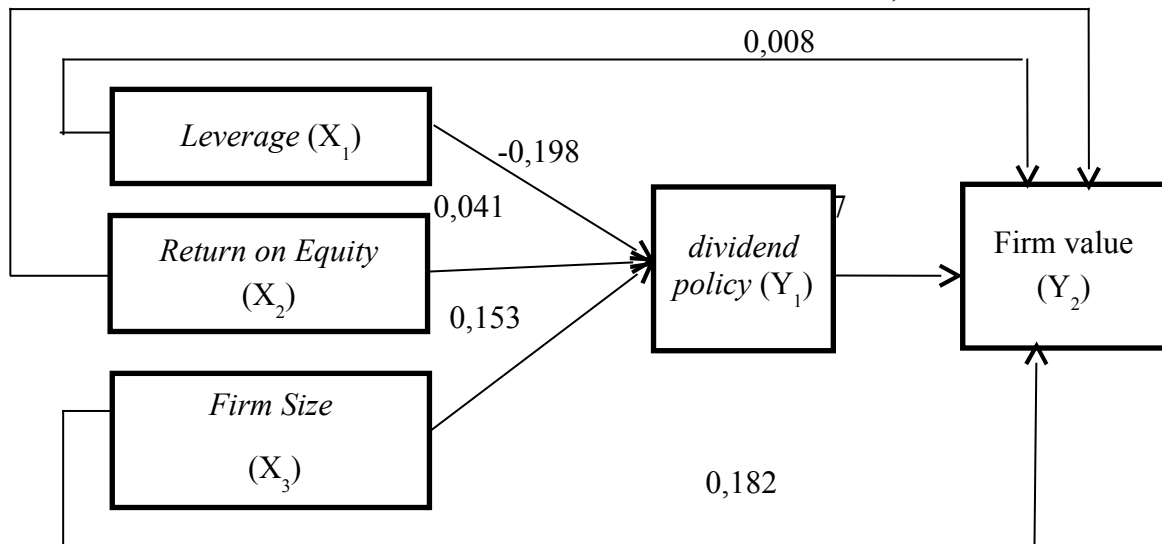 0,008
Leverage (X1)
-0,198
0,041
Return on Equity
(X2)
dividend
policy (Y1)
7
Firm value
(Y2)
0,153
Firm Size
(X3)
0,182